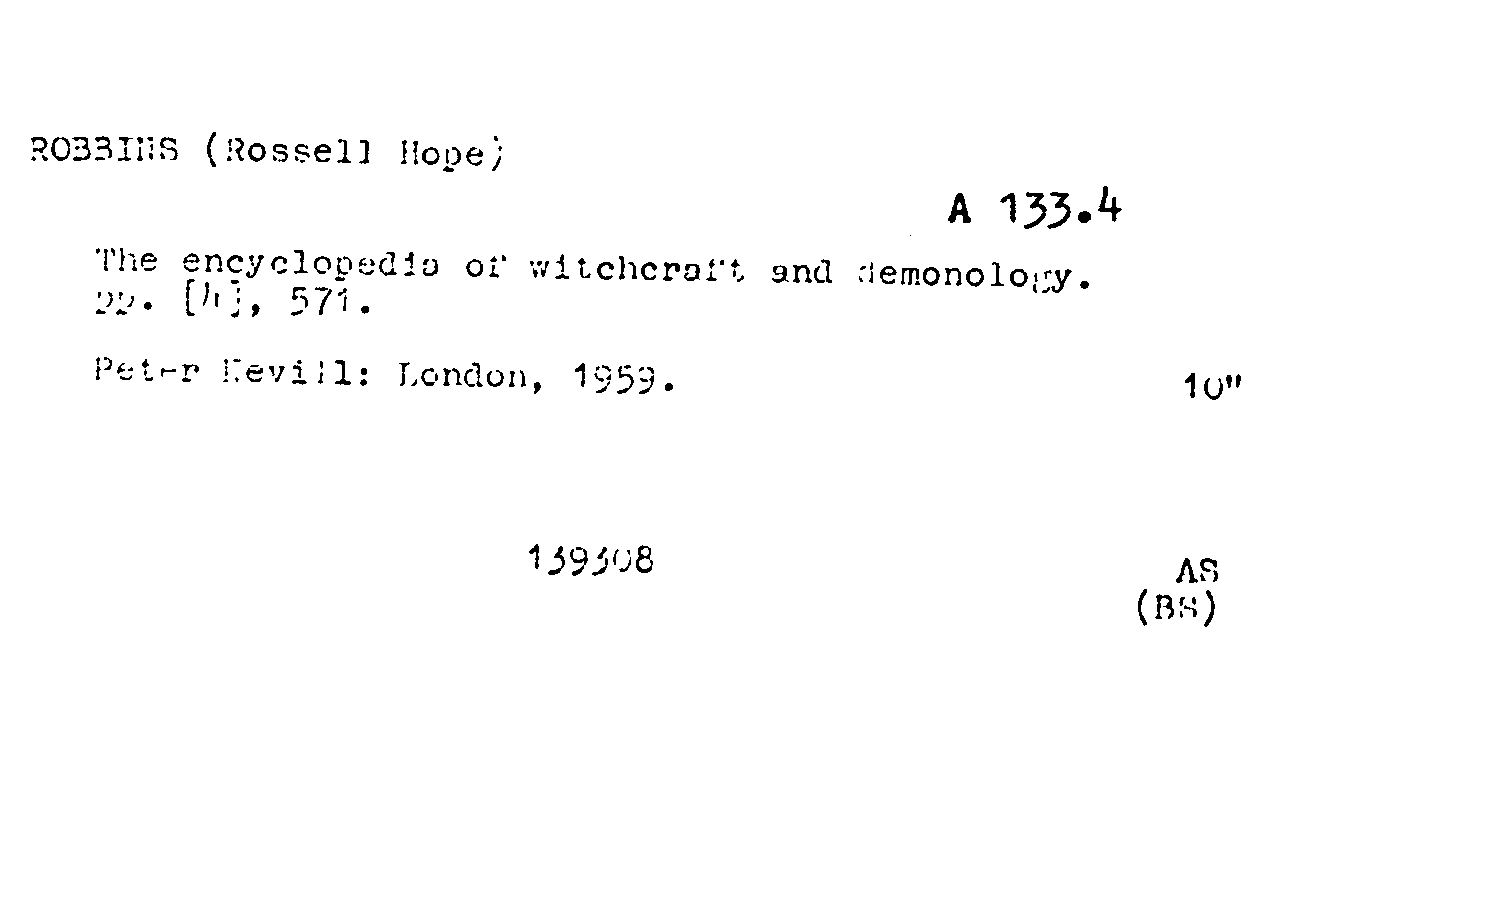 ROBBINS (Rossell Hope)
A 133.4
The encyclopedia of witchcraft and demonology.
pp. [4], 571.
Peter Nevill: London, 1959.
10"
139308
AS
(BS)